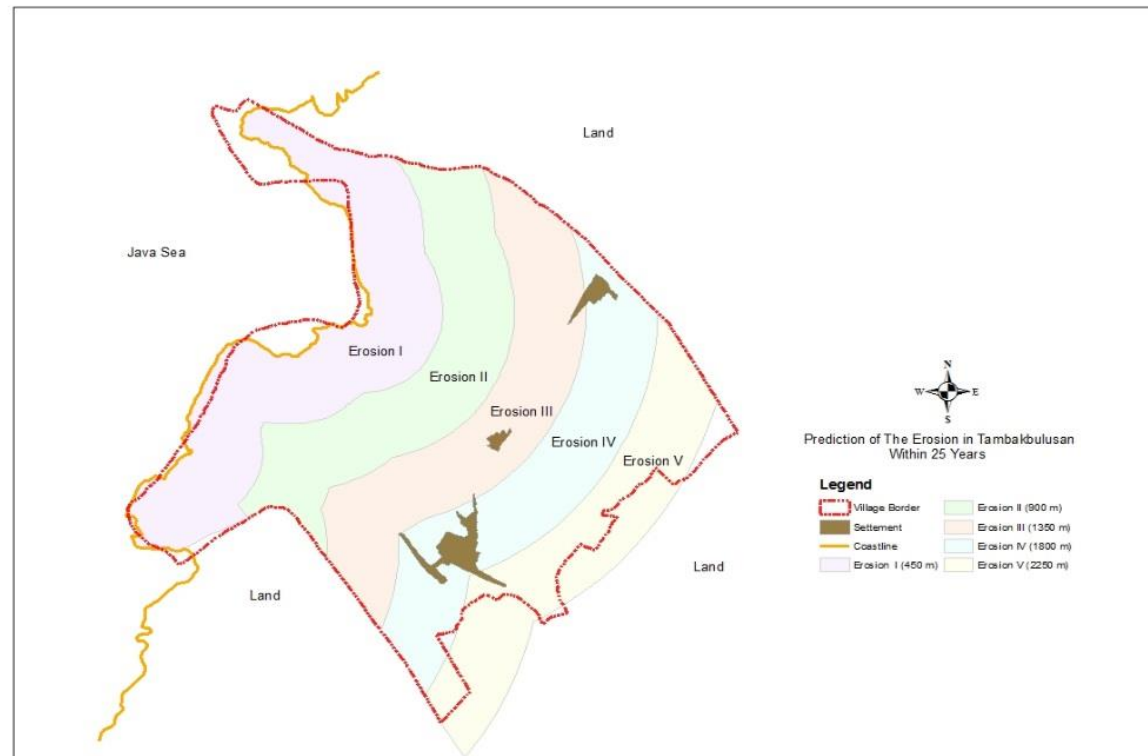 Land
Java Sea
Erosion I
Erosion II
Erosion III
Erosion IV
Erosion V
Land
Land
N
W
E
S
Prediction of The Erosion in Tambakbulusan
Within 25 Years
Legend
Village Border
Settement
Coastline
Erosion I (450 m)
Erosion II (900 m)
Erosion III (1350 m)
Erosion IV (1800 m)
Erosion V (2250 m)